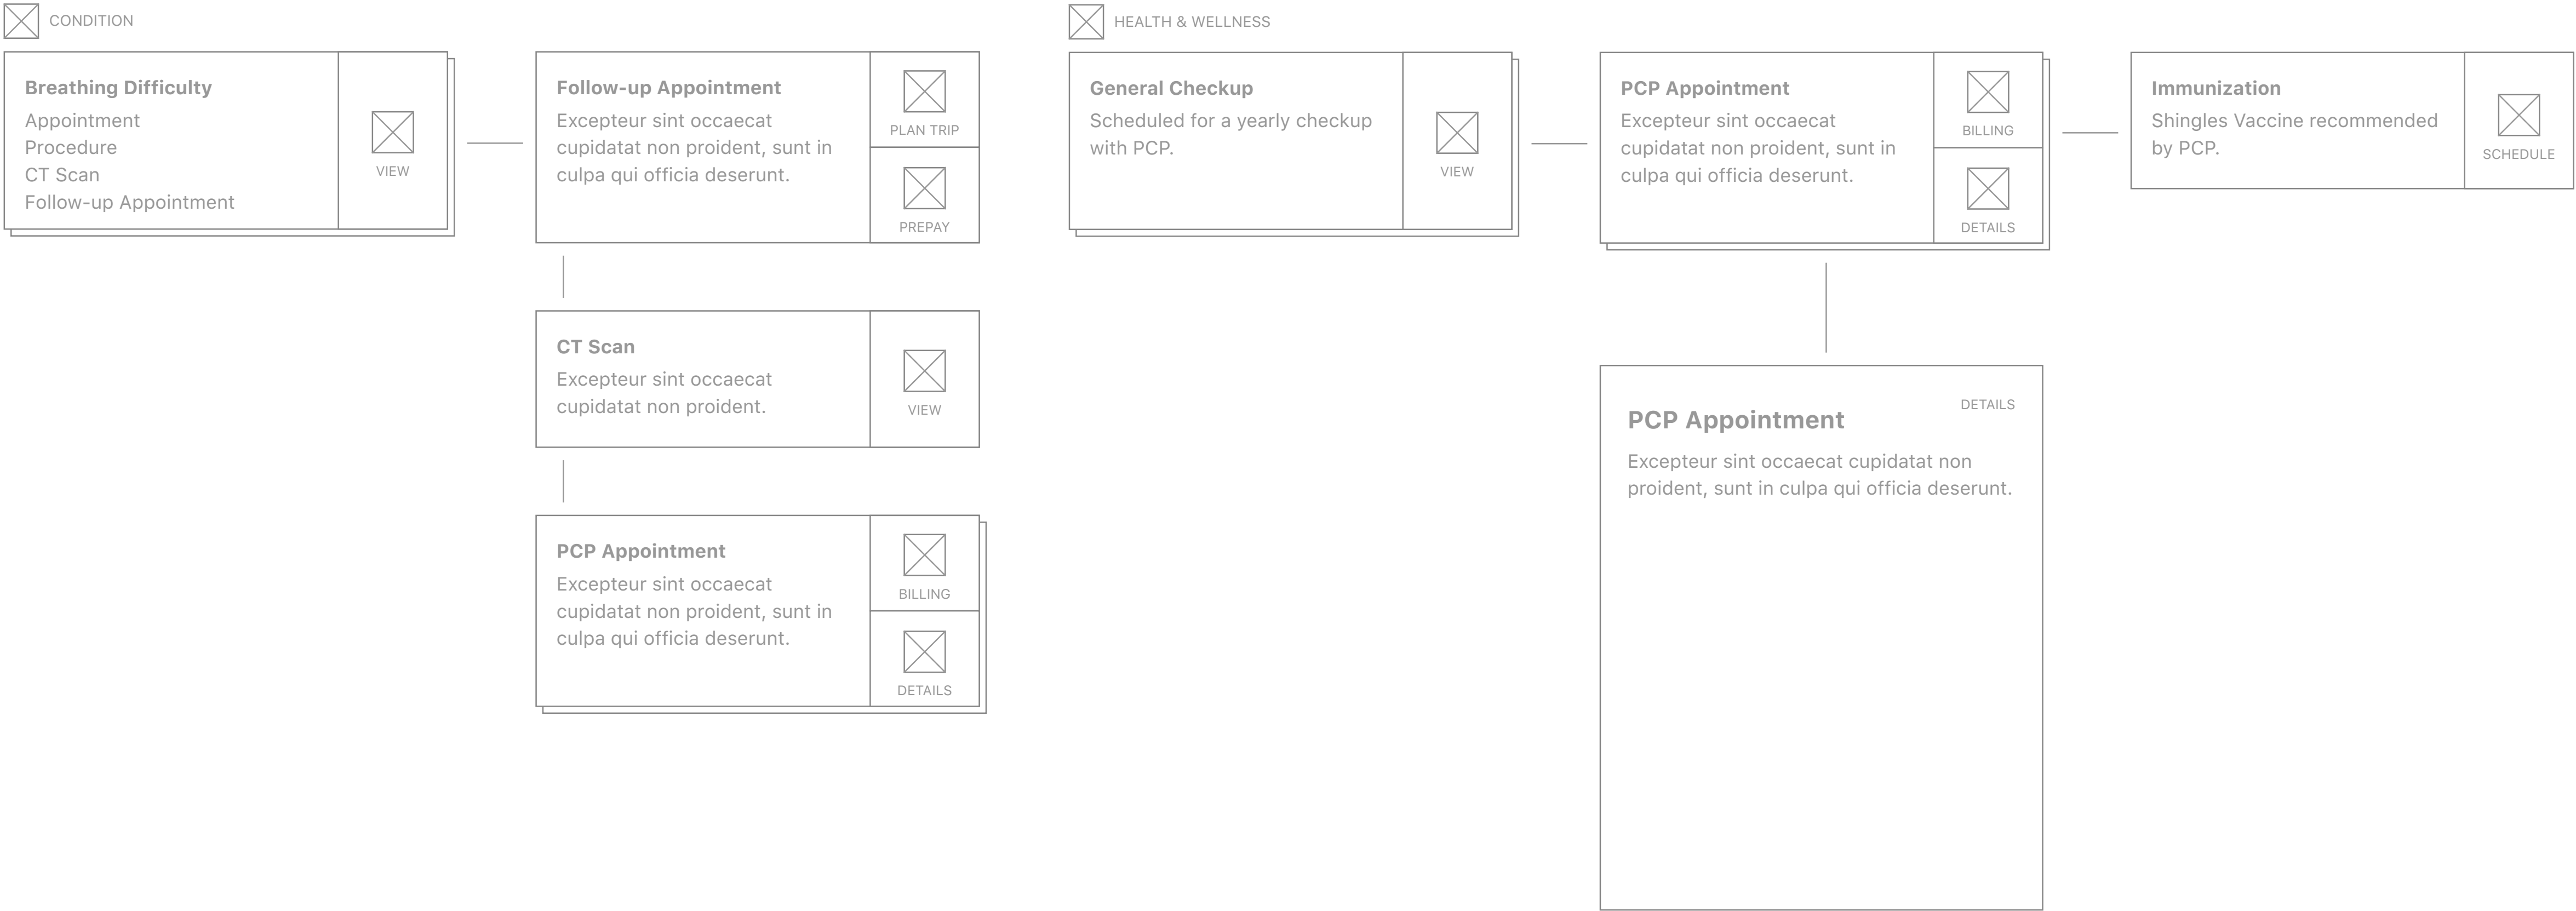 CONDITION
Breathing Difficulty
Appointment
Procedure
CT Scan
Follow-up Appointment
VIEW
Follow-up Appointment
Excepteur sint occaecat
cupidatat non proident, sunt in
culpa qui officia deserunt.
PLAN TRIP
PREPAY
CT Scan
Excepteur sint occaecat
cupidatat non proident.
VIEW
PCP Appointment
Excepteur sint occaecat
cupidatat non proident, sunt in
culpa qui officia deserunt.
BILLING
DETAILS
HEALTH & WELLNESS
General Checkup
Scheduled for a yearly checkup
with PCP.
VIEW
PCP Appointment
Excepteur sint occaecat
cupidatat non proident, sunt in
culpa qui officia deserunt.
BILLING
DETAILS
Immunization
Shingles Vaccine recommended
by PCP.
SCHEDULE
DETAILS
PCP Appointment
Excepteur sint occaecat cupidatat non
proident, sunt in culpa qui officia deserunt.